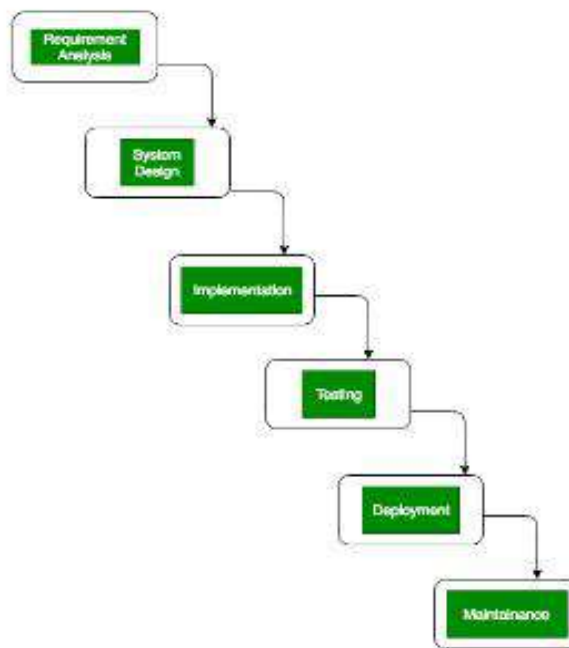 Requirement
Analysis
System
Design
Implementation
Testing
Deployment
Maintainance